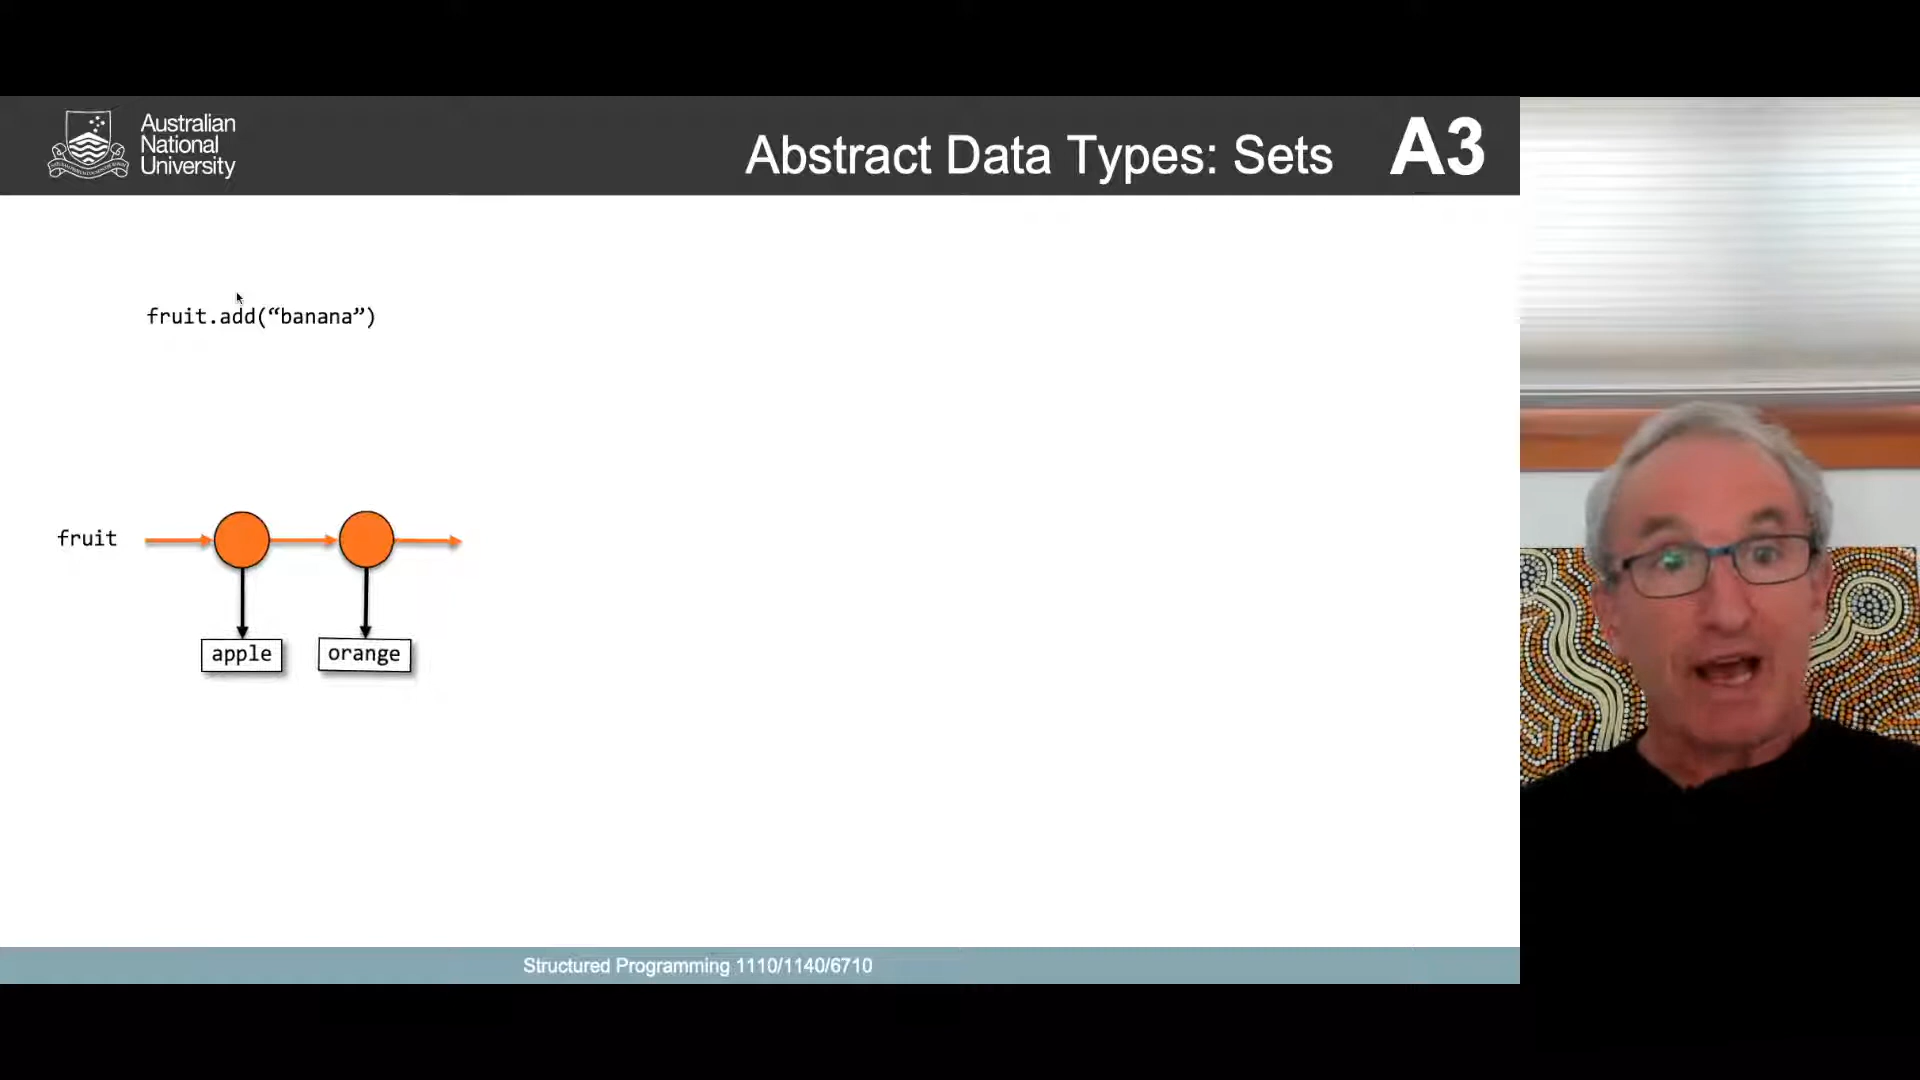 Australian
National
University
Abstract Data Types: Sets A3
fruit.add(“banana”)
fruit
apple orange
Structured Programming 1110/1140/6710